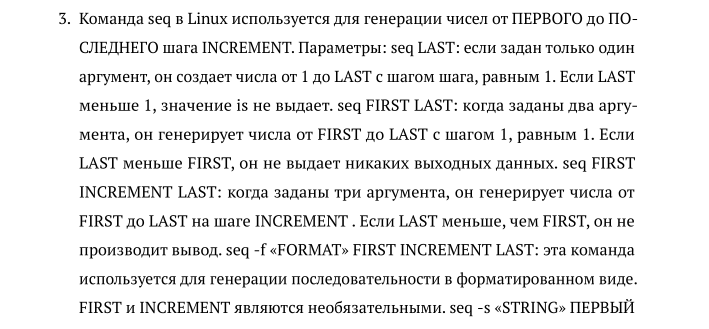 3. Команда seq в Linux используется для генерации чисел от ПЕРВОГО до ПО-
СЛЕДНЕГО шага INCREMENT. Параметры: seq LAST: если задан только один
аргумент, он создает числа от 1 до LAST с шагом шага, равным 1. Если LAST
меньше 1, значение is не выдает. seq FIRST LAST: когда заданы два аргу-
мента, он генерирует числа от FIRST до LAST с шагом 1, равным 1. Если
LAST меньше FIRST, он не выдает никаких выходных данных. seq FIRST
INCREMENT LAST: когда заданы три аргумента, он генерирует числа от
FIRST до LAST на шаге INCREMENT . Если LAST меньше, чем FIRST, он не
производит вывод. seq -f «FORMAT» FIRST INCREMENT LAST: эта команда
используется для генерации последовательности в форматированном виде.
FIRST и INCREMENT являются необязательными. seq -s «STRING» ПЕРВЫЙ